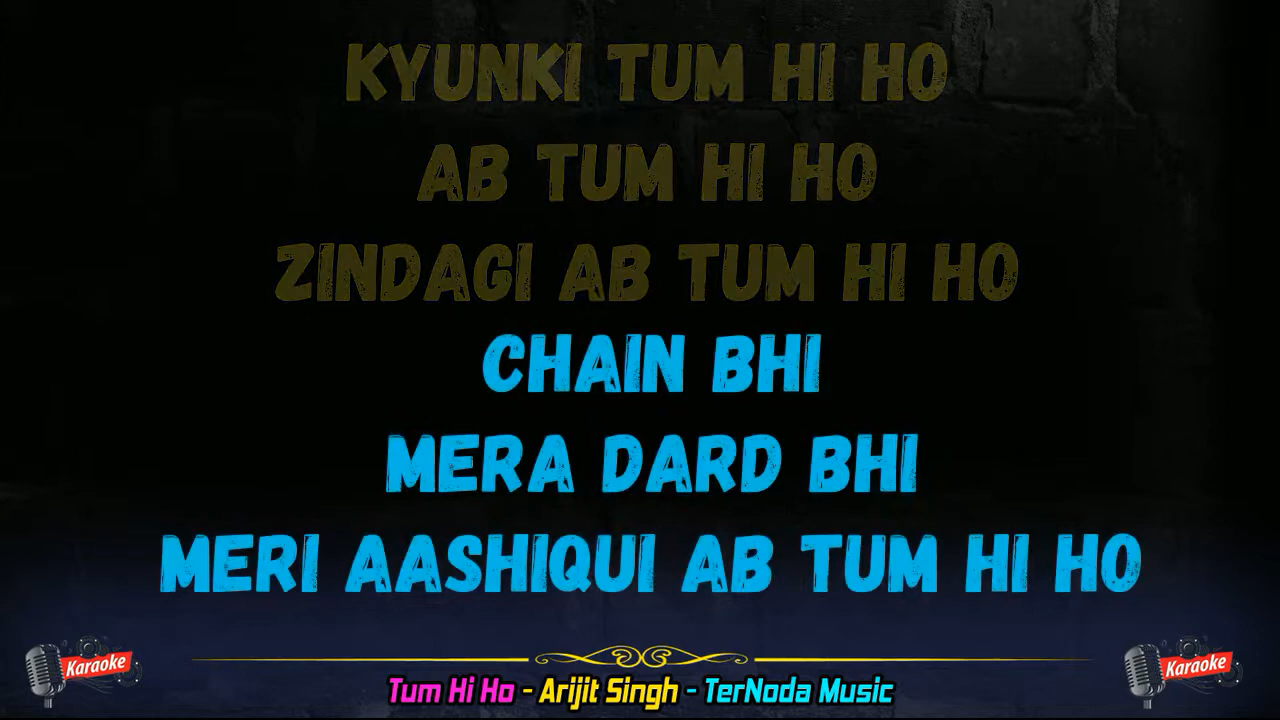 KYUNKI TUM HI HO
AB TUM HI HO
ZINDAGI AB TUM HI HO
CHAIN BHI
MERA DARD BHI
MERI AASHIQUI AB TUM HI HO
Karaoke
Karaoke
Tum Hi Ho - Arijit Singh - TerNoda Music